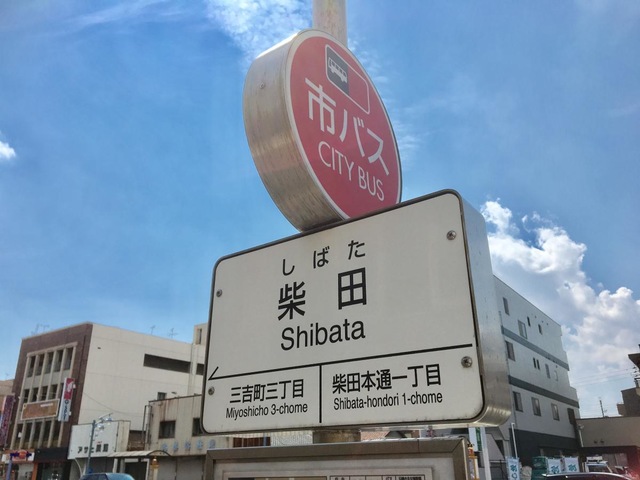 市バス
CITY BUS
しばた
柴田
Shibata
三吉町三丁目
Miyoshicho 3-chome
柴田本通一丁目
Shibata-hondori 1-chome